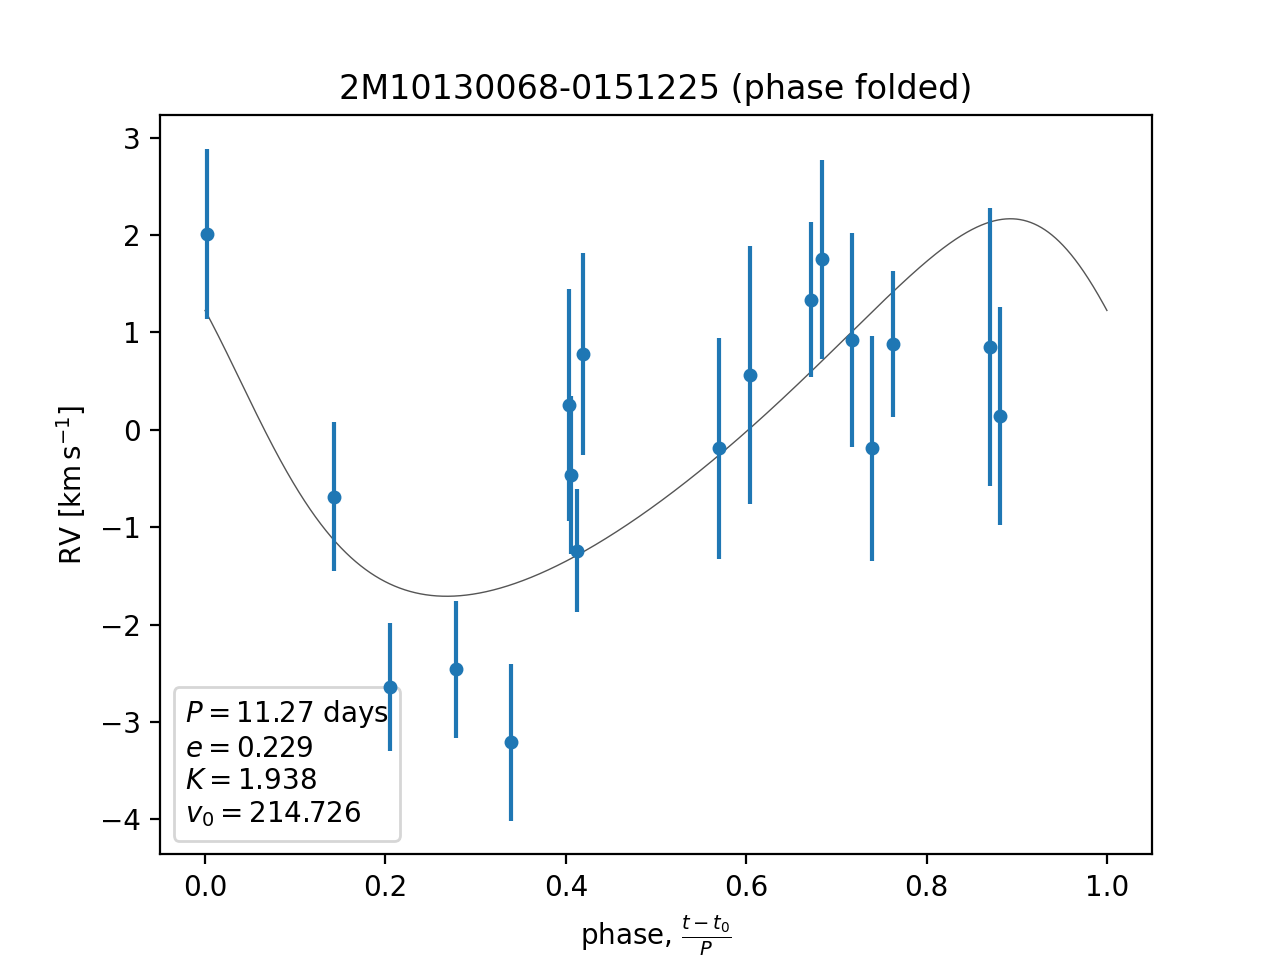 2M10130068-0151225 (phase folded)
3
2
1
0
−1
−2
−3
−4
RV [km s⁻¹]
P = 11.27 days
e = 0.229
K = 1.938
v₀ = 214.726
0.0 0.2 0.4 0.6 0.8 1.0
phase, (t − t₀)/P